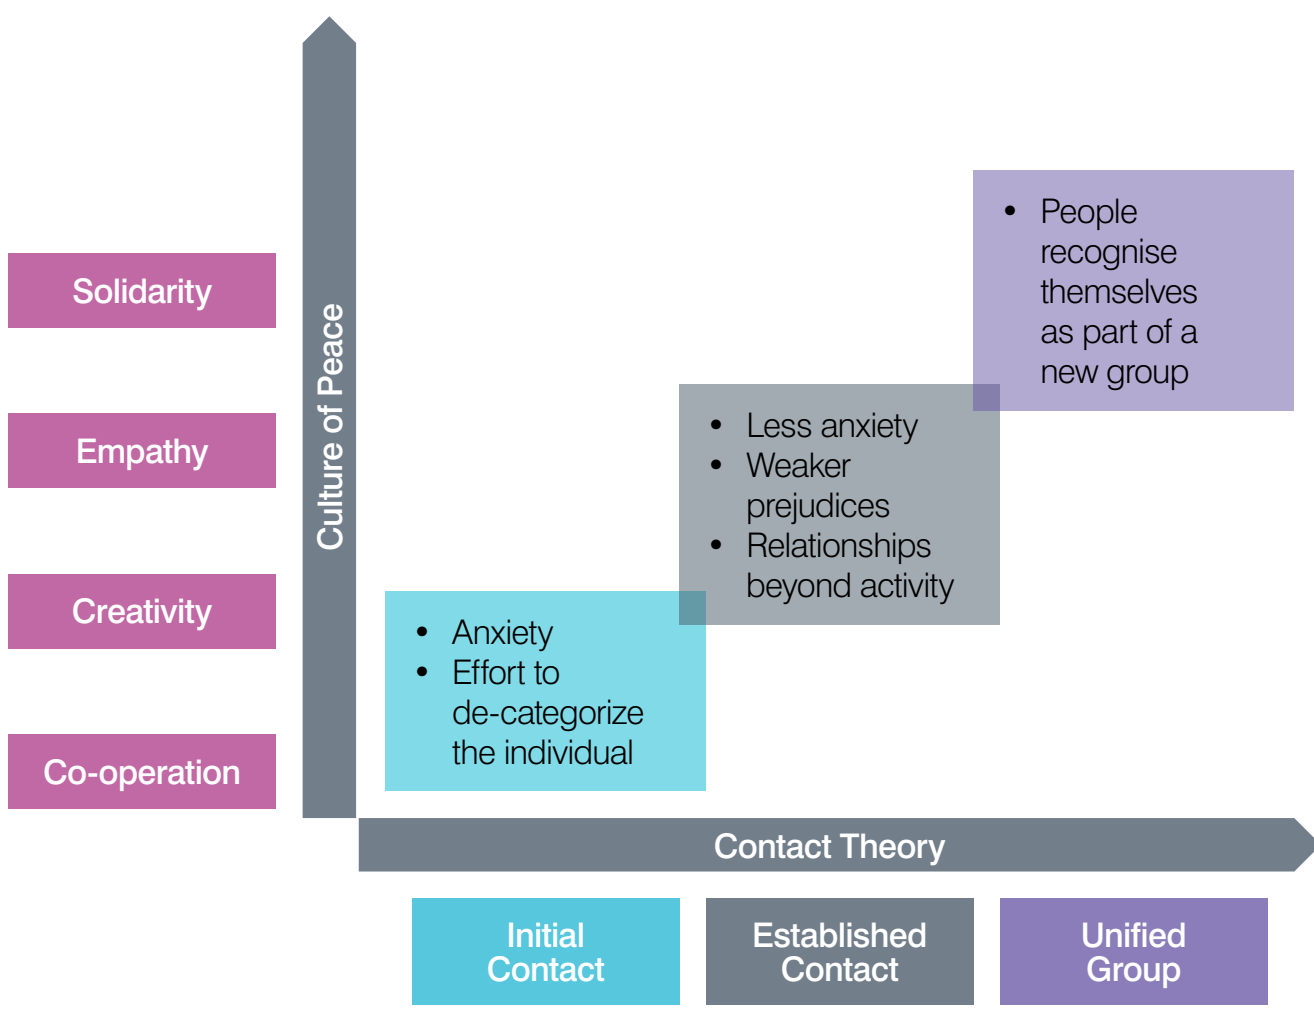 Solidarity
Empathy
Creativity
Co-operation
Culture of Peace
• People
recognise
themselves
as part of a
new group
• Less anxiety
• Weaker
prejudices
• Relationships
beyond activity
• Anxiety
• Effort to
de-categorize
the individual
Contact Theory
Initial
Contact
Established
Contact
Unified
Group